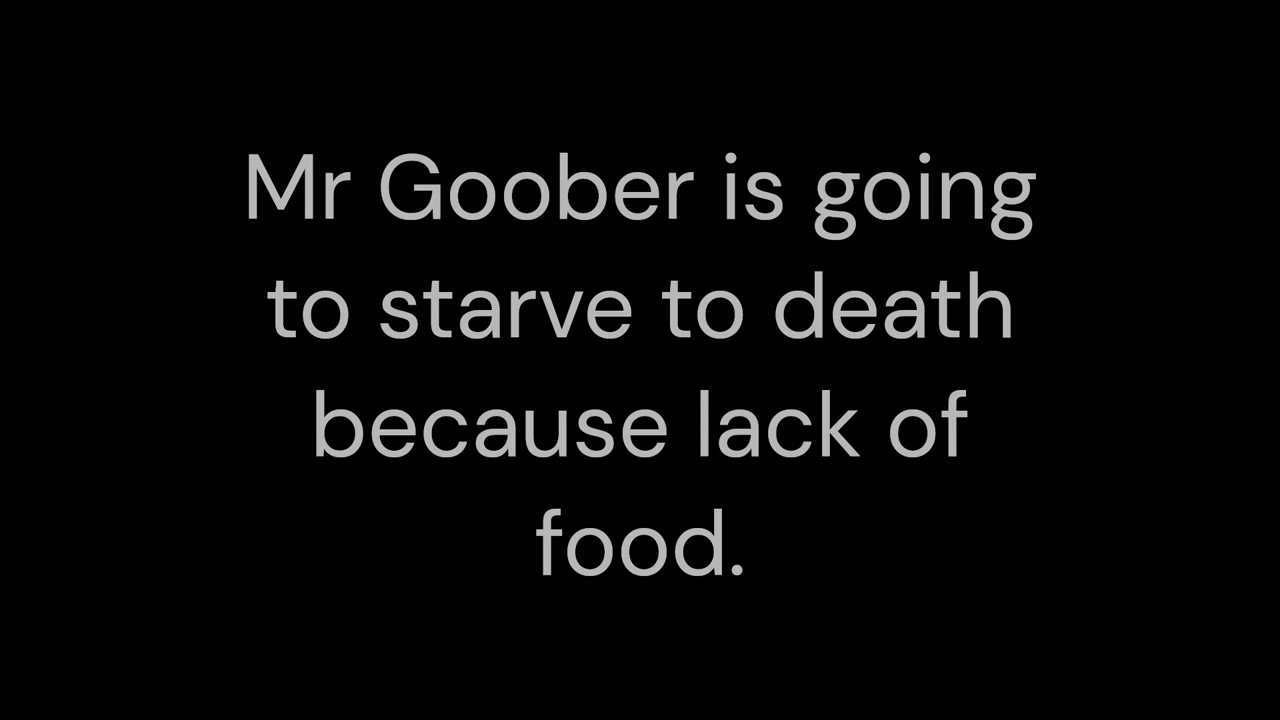 Mr Goober is going
to starve to death
because lack of
food.